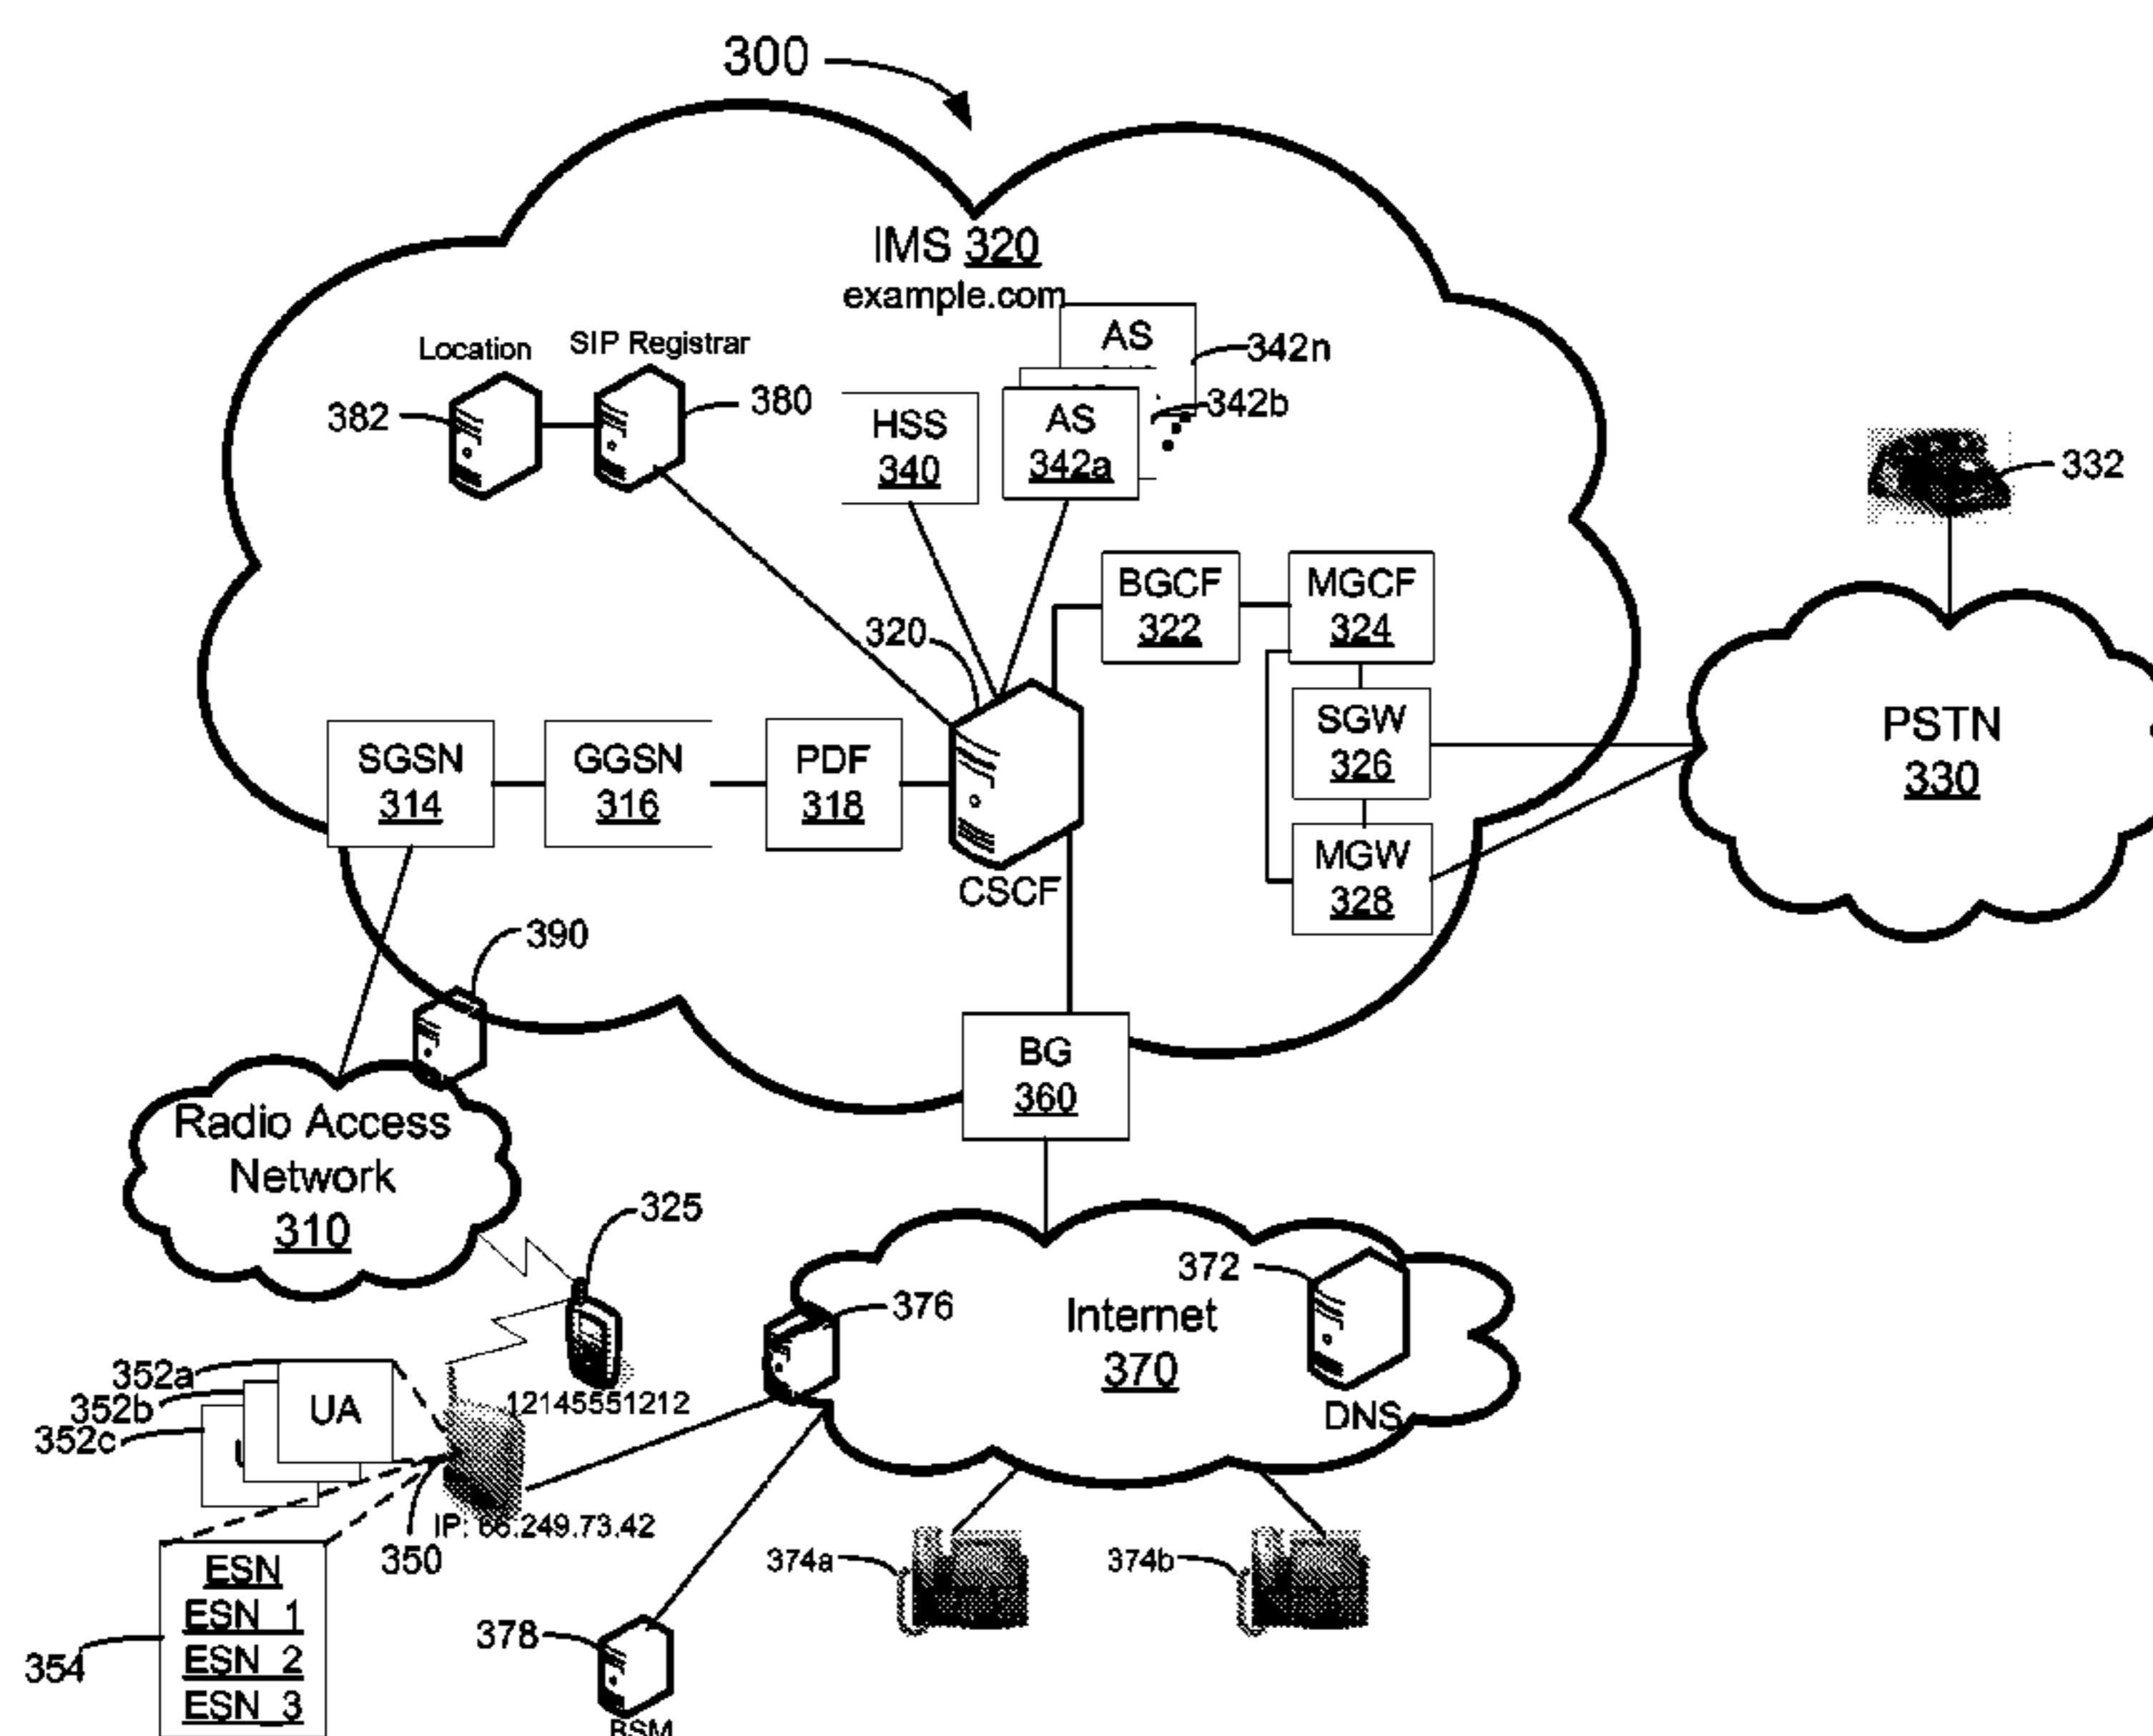 300
IMS 320
example.com
Location
SIP Registrar
382
380
HSS
340
AS
342n
342b
AS
342a
332
BGCF
322
MGCF
324
320
SGW
326
PSTN
330
SGSN
314
GGSN
316
PDF
318
MGW
328
CSCF
390
BG
360
Radio Access
Network
310
325
372
376
Internet
370
352a
352b
352c
UA
12145551212
DNS
IP: 66.249.73.42
350
374a
374b
ESN
ESN_1
ESN_2
ESN_3
354
378
BSM